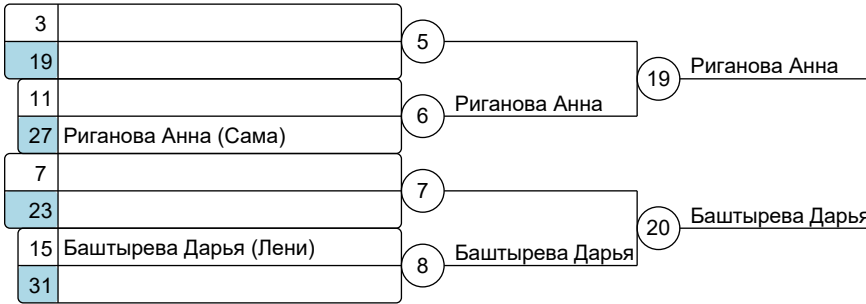 3
5
19
19 Риганова Анна
11
6 Риганова Анна
27 Риганова Анна (Сама)
7
7
23
20 Баштырева Дарья
15 Баштырева Дарья (Лени)
8 Баштырева Дарья
31